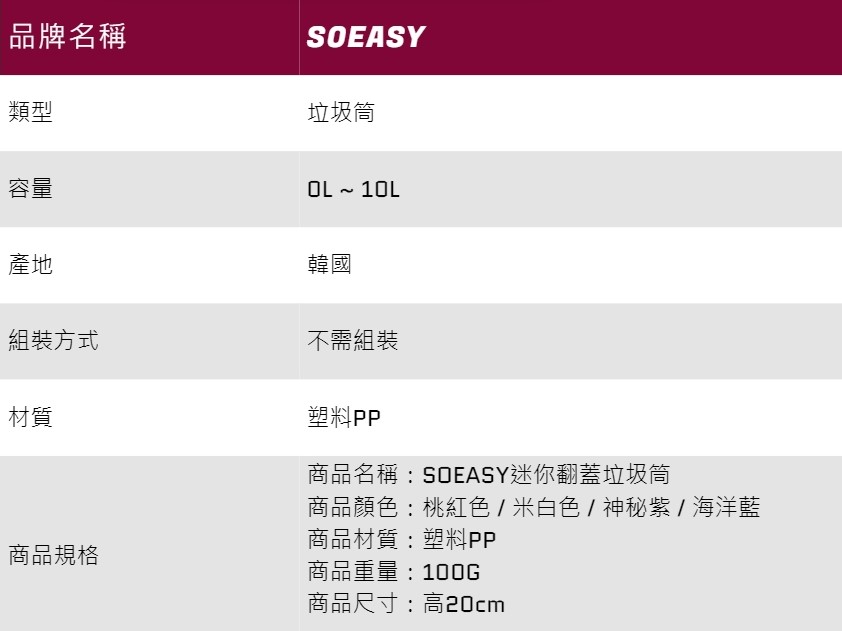 品牌名稱 SOEASY
類型 垃圾筒
容量 0L ~ 10L
產地 韓國
組裝方式 不需組裝
材質 塑料PP
商品規格
商品名稱：SOEASY迷你翻蓋垃圾筒
商品顏色：桃紅色 / 米白色 / 神秘紫 / 海洋藍
商品材質：塑料PP
商品重量：100G
商品尺寸：高20cm